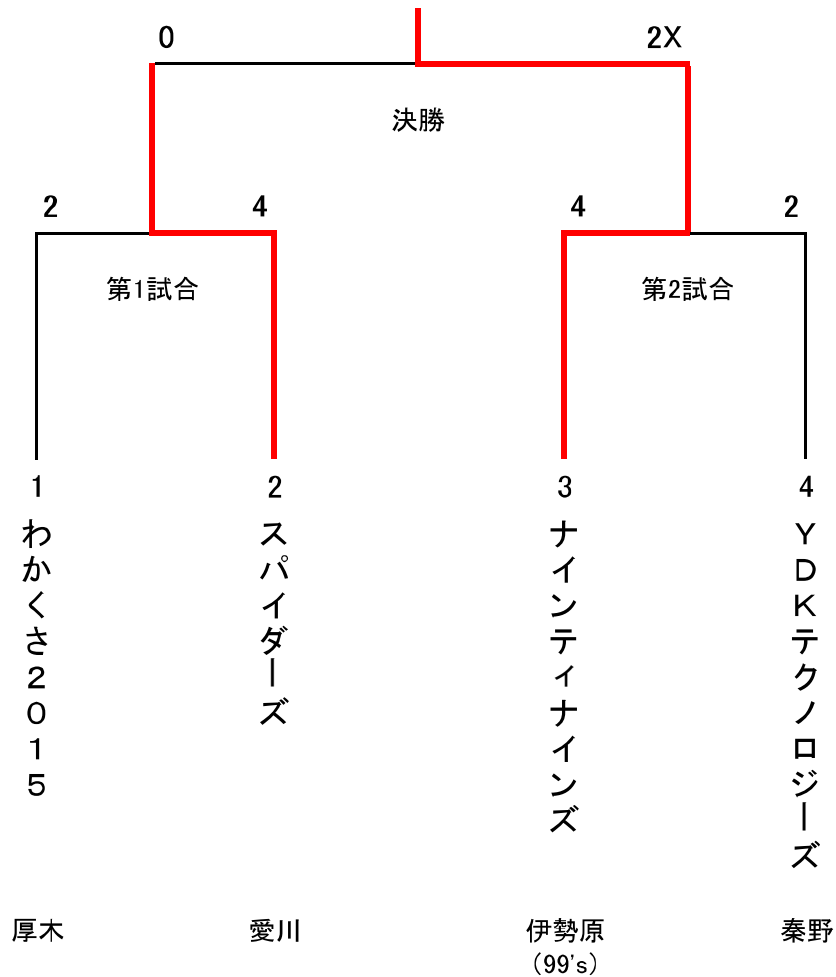 0 2X
決勝
2 4 4 2
第1試合 第2試合
1 2 3 4
わかくさ2015
スパイダーズ
ナインティナインズ
YDKテクノロジーズ
厚木 愛川 伊勢原 秦野
(99's)